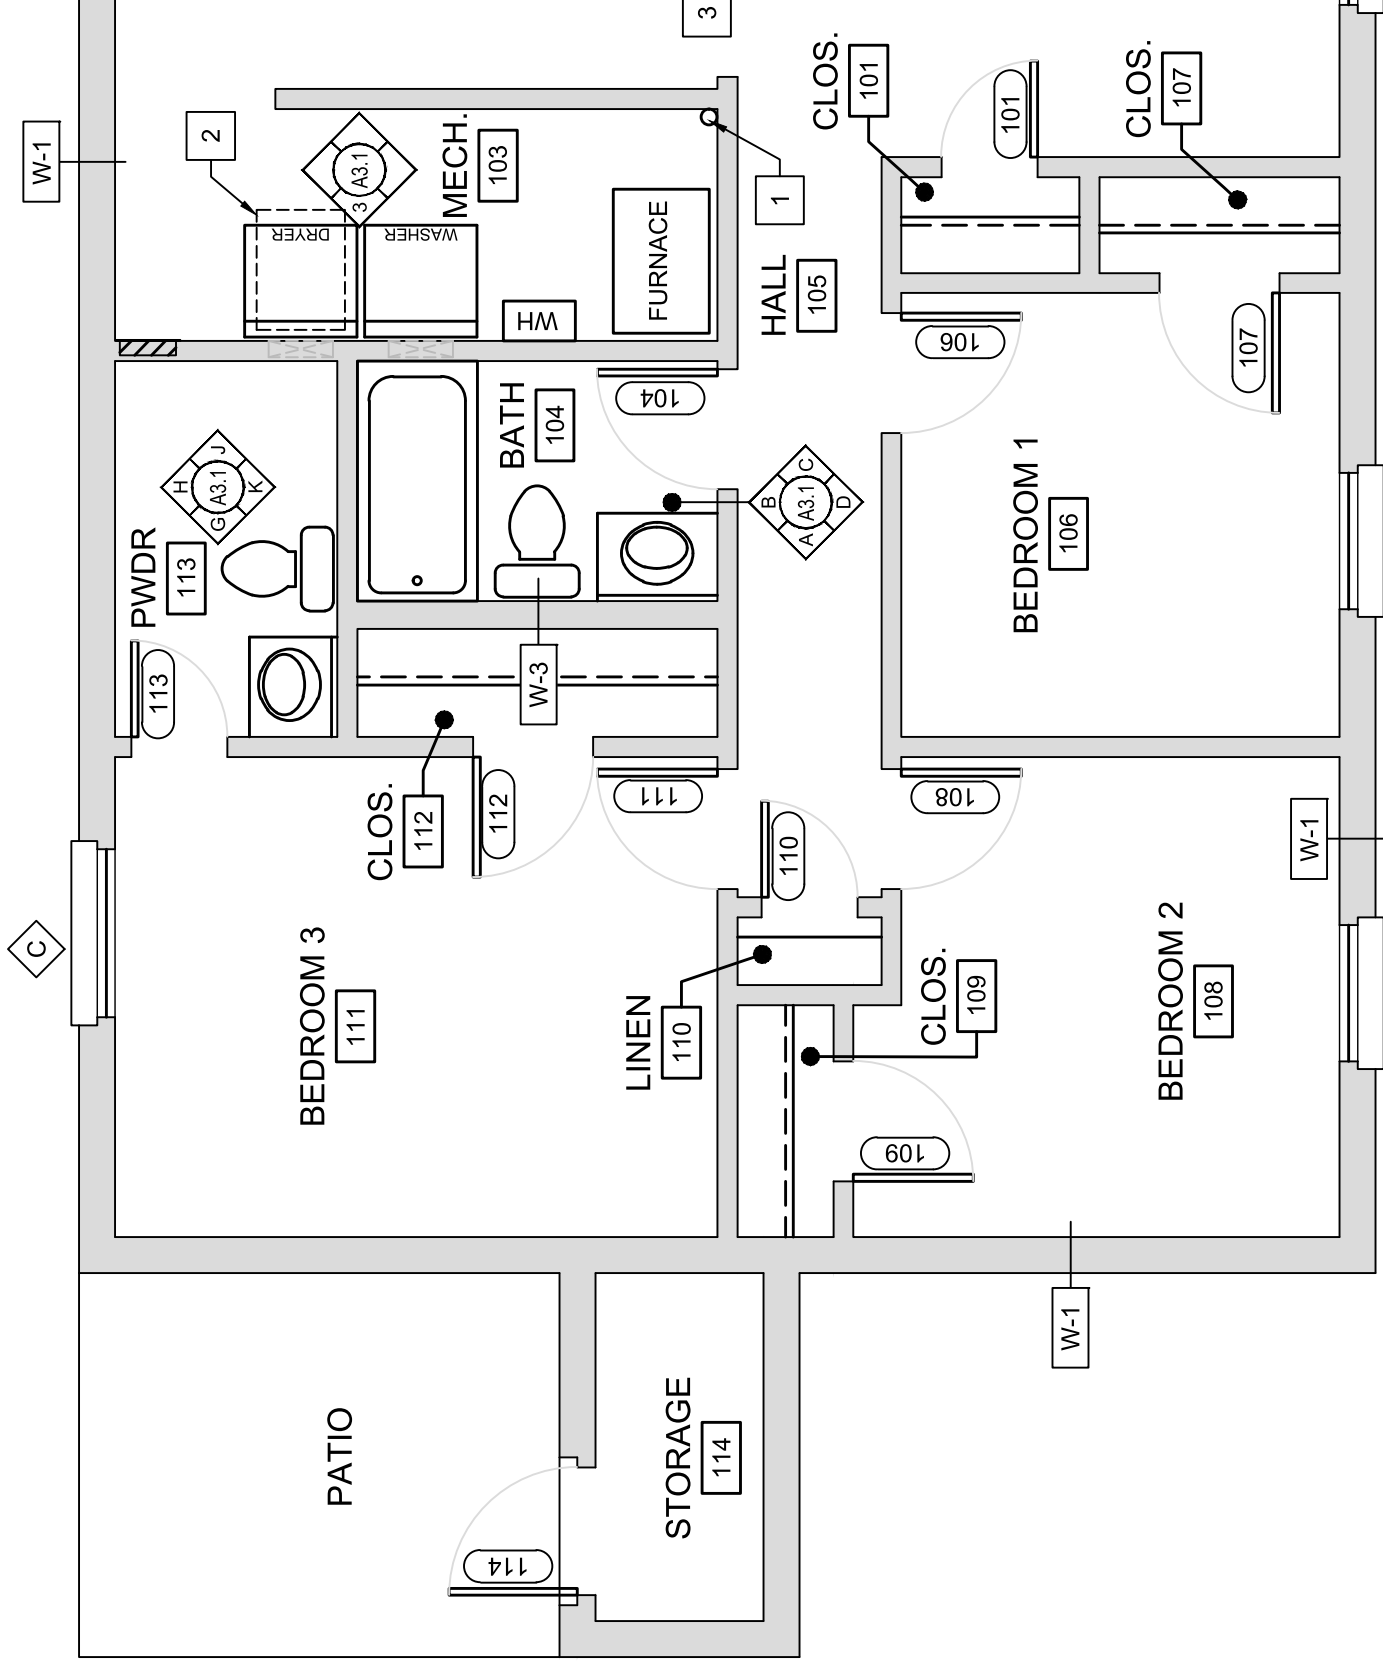 W-1
3
2
DRYER
WASHER
3
A3.1
MECH.
103
CLOS.
101
101
CLOS.
107
1
WH
FURNACE
HALL
105
106
107
PWDR
113
H
G
A3.1
J
K
BATH
104
104
B
A
A3.1
C
D
BEDROOM 1
106
113
W-3
CLOS.
112
112
111
110
108
W-1
C
BEDROOM 3
111
LINEN
110
CLOS.
109
BEDROOM 2
108
109
W-1
PATIO
STORAGE
114
114